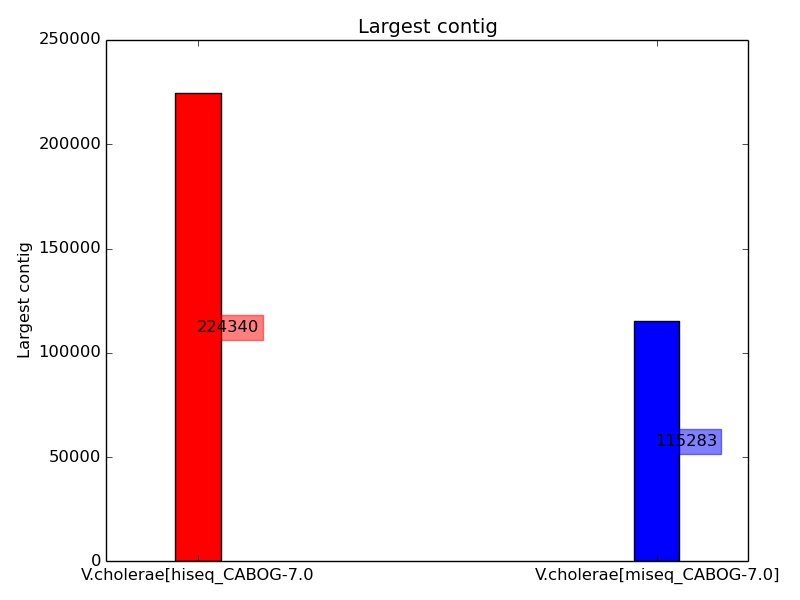 Largest contig
250000
200000
150000
100000
50000
0
Largest contig
224340
115283
V.cholerae[hiseq_CABOG-7.0
V.cholerae[miseq_CABOG-7.0]